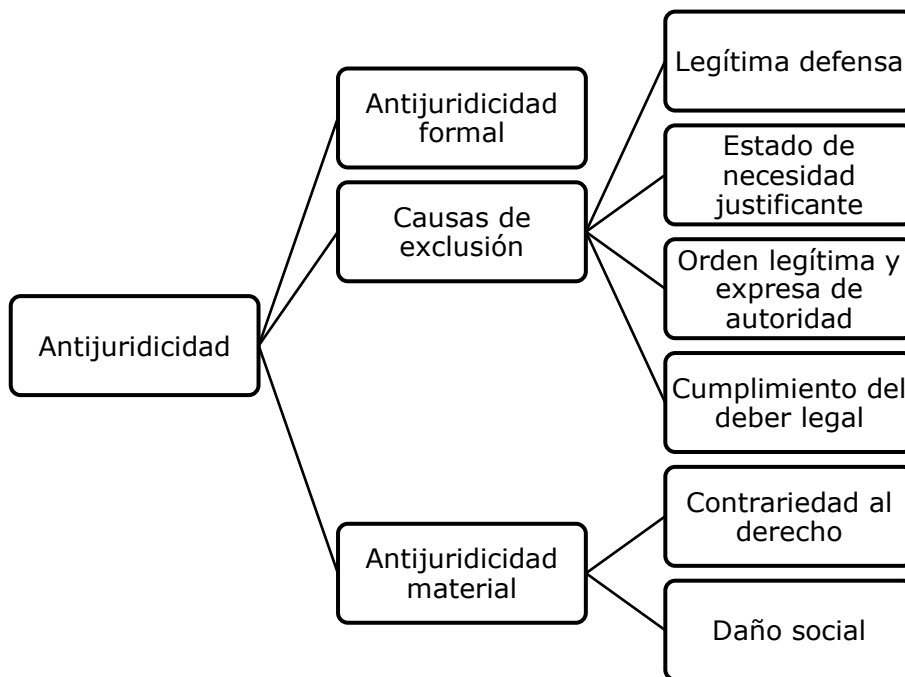 Antijuridicidad
Antijuridicidad
formal
Causas de
exclusión
Legítima defensa
Estado de
necesidad
justificante
Orden legítima y
expresa de
autoridad
Cumplimiento del
deber legal
Antijuridicidad
material
Contrariedad al
derecho
Daño social